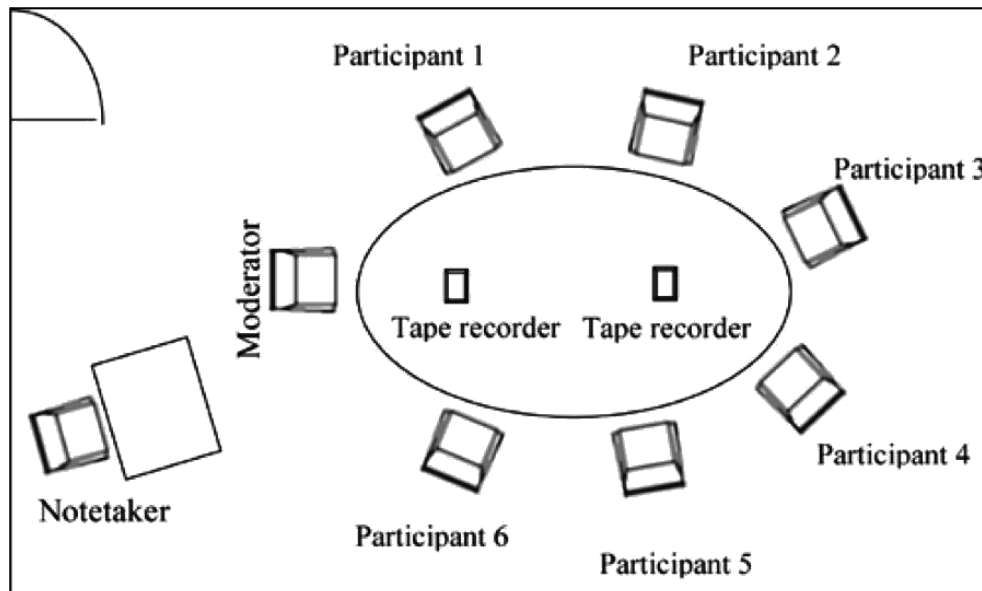 Participant 1
Participant 2
Participant 3
Moderator
Tape recorder
Tape recorder
Participant 4
Notetaker
Participant 6
Participant 5